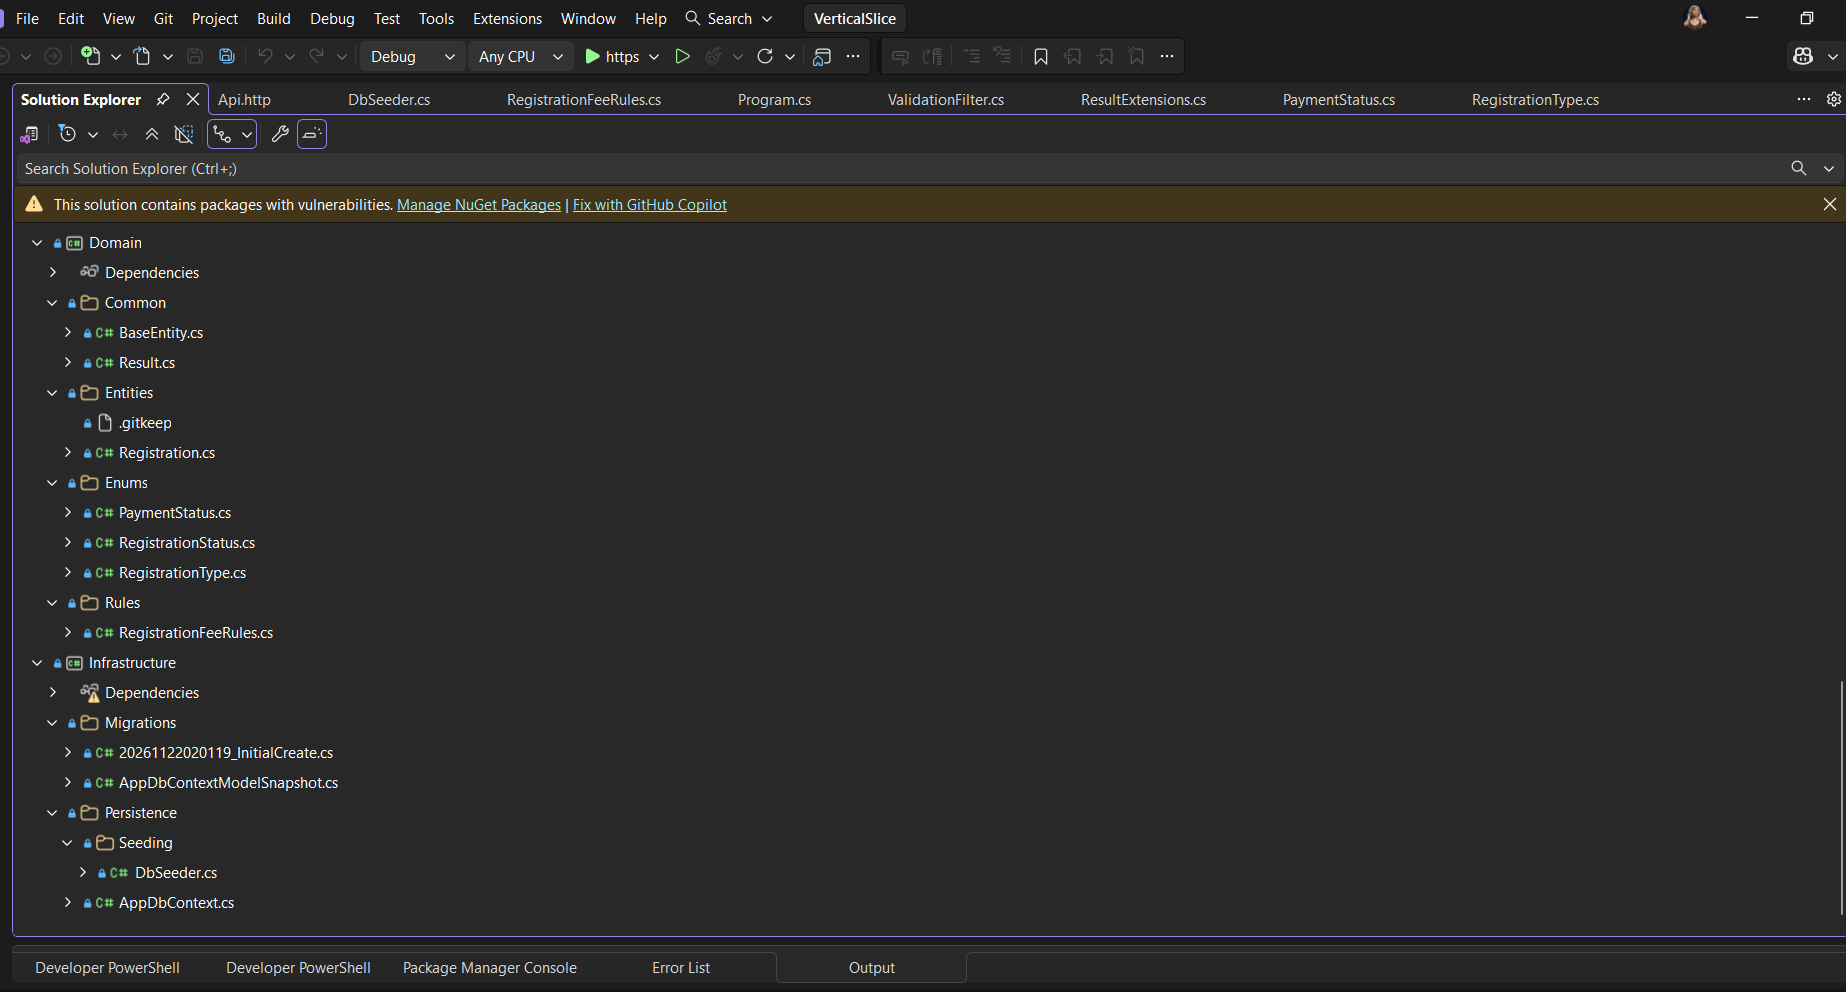 File Edit View Git Project Build Debug Test Tools Extensions Window Help Search VerticalSlice
Debug Any CPU https
Solution Explorer Api.http DbSeeder.cs RegistrationFeeRules.cs Program.cs ValidationFilter.cs ResultExtensions.cs PaymentStatus.cs RegistrationType.cs
Search Solution Explorer (Ctrl+;)
This solution contains packages with vulnerabilities. Manage NuGet Packages | Fix with GitHub Copilot
C# Domain
Dependencies
Common
C# BaseEntity.cs
C# Result.cs
Entities
.gitkeep
C# Registration.cs
Enums
C# PaymentStatus.cs
C# RegistrationStatus.cs
C# RegistrationType.cs
Rules
C# RegistrationFeeRules.cs
C# Infrastructure
Dependencies
Migrations
C# 20261122020119_InitialCreate.cs
C# AppDbContextModelSnapshot.cs
Persistence
Seeding
C# DbSeeder.cs
C# AppDbContext.cs
Developer PowerShell Developer PowerShell Package Manager Console Error List Output